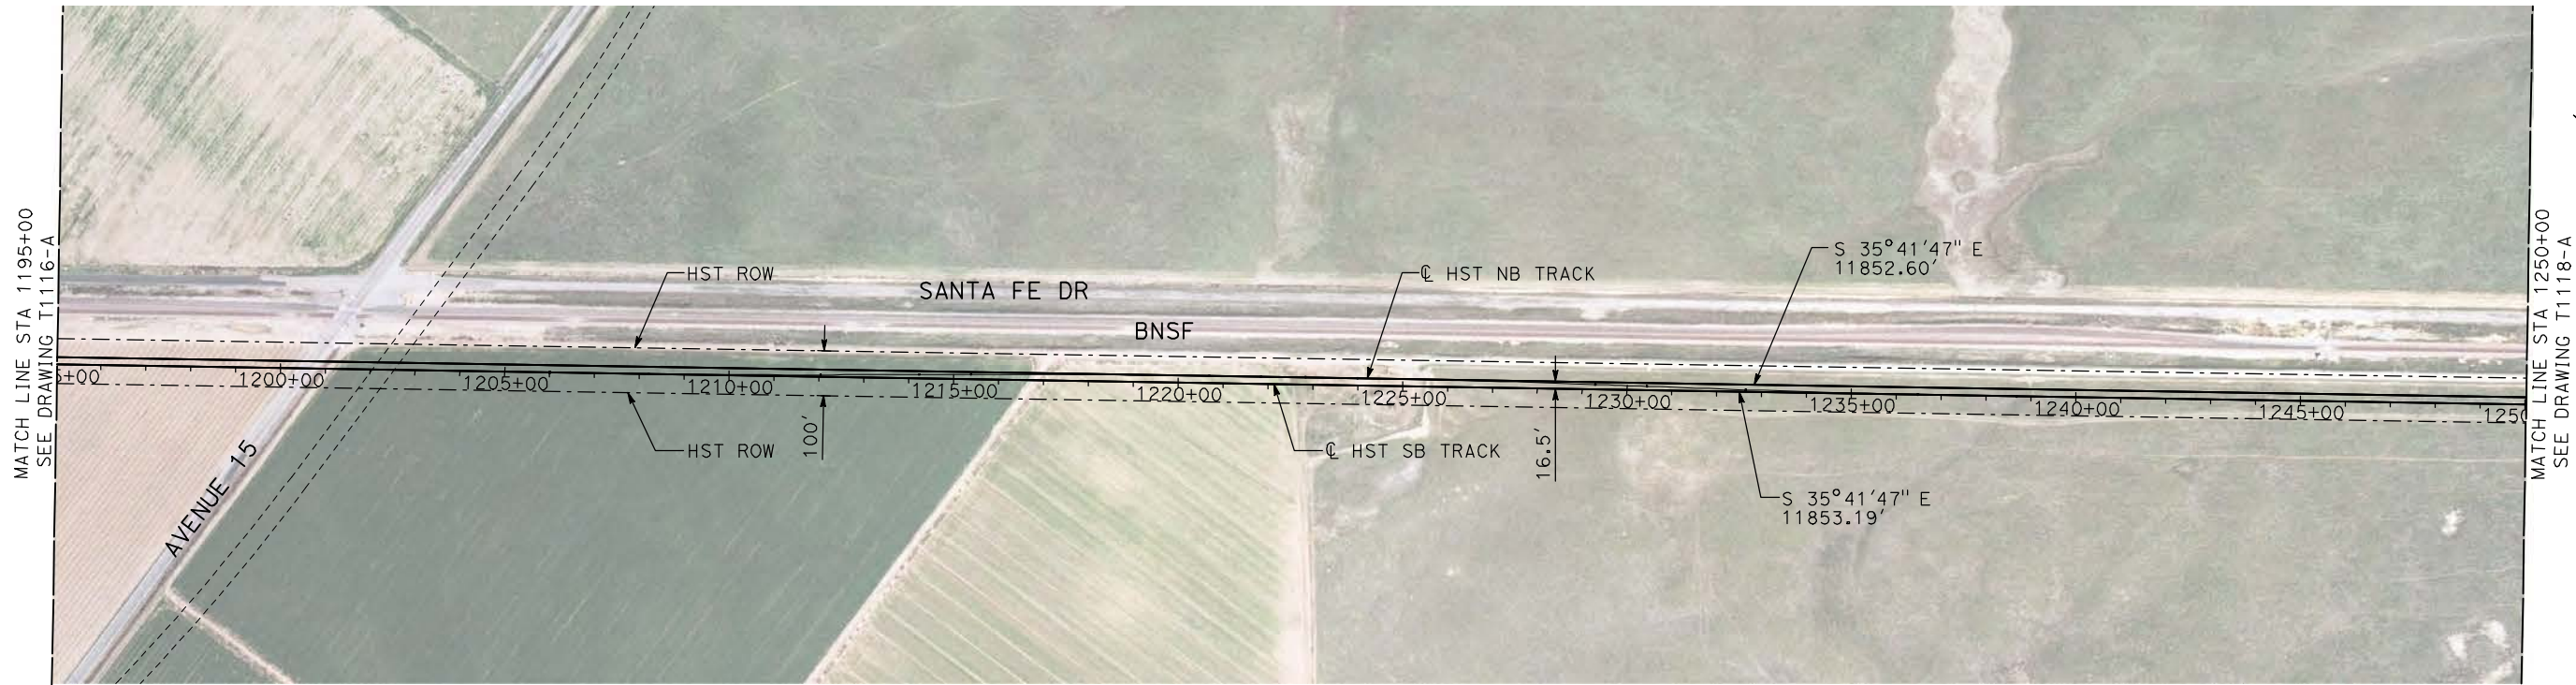 MATCH LINE STA 1195+00
SEE DRAWING T1116-A
S 35°41'47" E
11852.60'
HST ROW
℄ HST NB TRACK
SANTA FE DR
BNSF
5+00
1200+00
1205+00
1210+00
1215+00
1220+00
1225+00
1230+00
1235+00
1240+00
1245+00
1250
HST ROW
100'
℄ HST SB TRACK
16.5'
AVENUE 15
S 35°41'47" E
11853.19'
MATCH LINE STA 1250+00
SEE DRAWING T1118-A